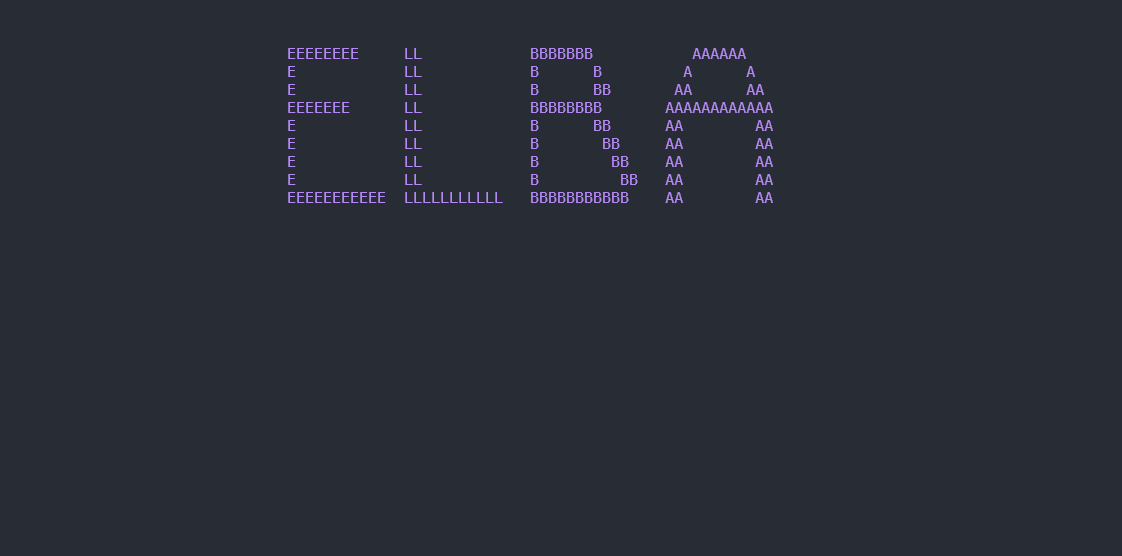 EEEEEEEE     LL            BBBBBBB           AAAAAA
E            LL            B      B         A      A
E            LL            B      BB       AA      AA
EEEEEEE      LL            BBBBBBBB       AAAAAAAAAAAA
E            LL            B      BB      AA        AA
E            LL            B       BB     AA        AA
E            LL            B        BB    AA        AA
E            LL            B         BB   AA        AA
EEEEEEEEEEE  LLLLLLLLLLL   BBBBBBBBBBB    AA        AA